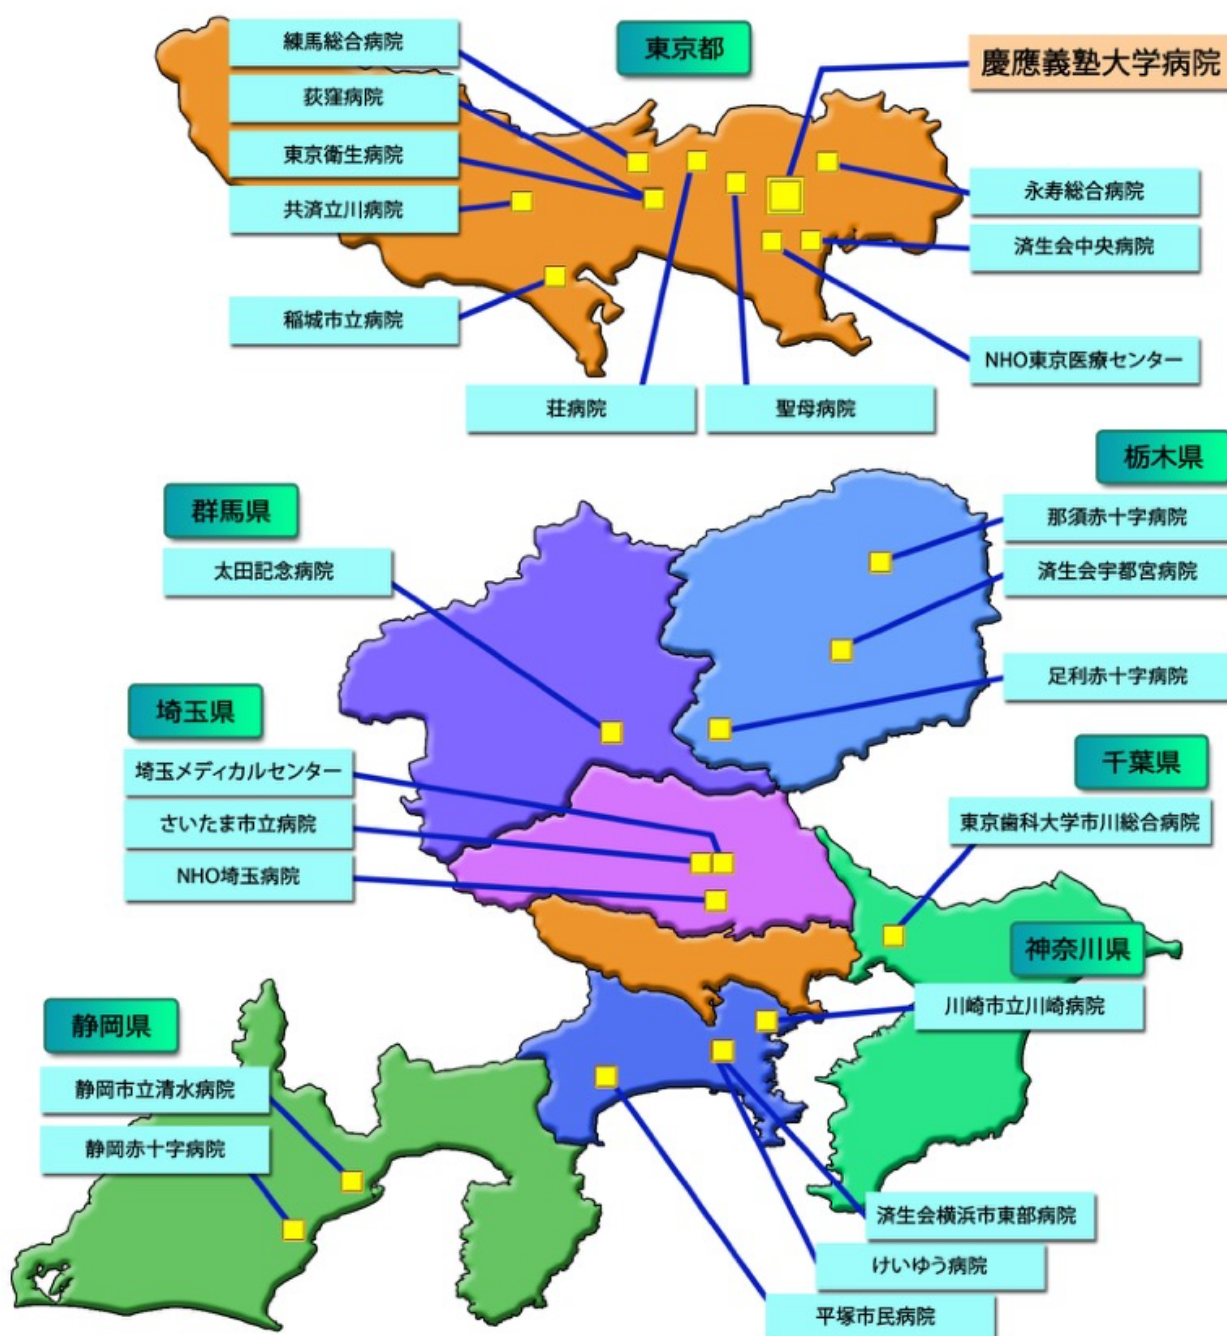 東京都
慶應義塾大学病院
練馬総合病院
荻窪病院
東京衛生病院
共済立川病院
稲城市立病院
荘病院
聖母病院
永寿総合病院
済生会中央病院
NHO東京医療センター
栃木県
那須赤十字病院
済生会宇都宮病院
足利赤十字病院
群馬県
太田記念病院
埼玉県
埼玉メディカルセンター
さいたま市立病院
NHO埼玉病院
千葉県
東京歯科大学市川総合病院
神奈川県
川崎市立川崎病院
済生会横浜市東部病院
けいゆう病院
平塚市民病院
静岡県
静岡市立清水病院
静岡赤十字病院